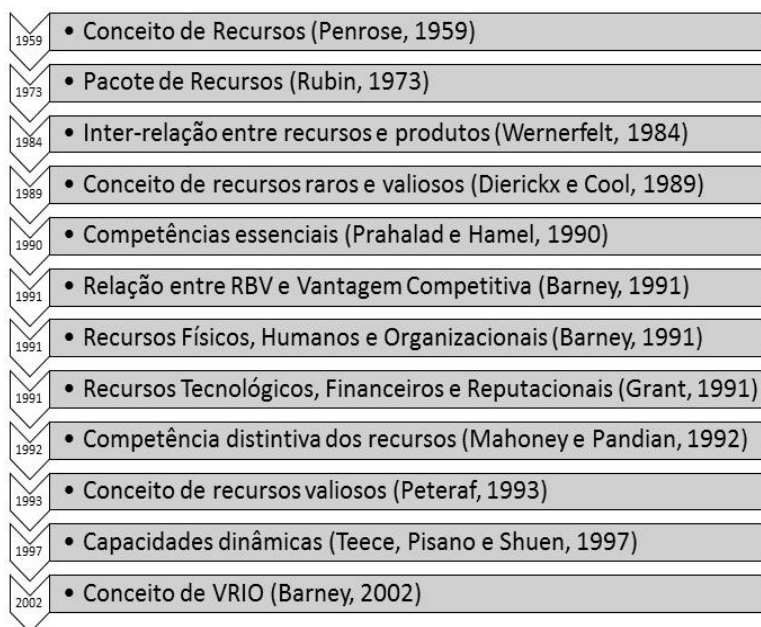 1959 • Conceito de Recursos (Penrose, 1959)
1973 • Pacote de Recursos (Rubin, 1973)
1984 • Inter-relação entre recursos e produtos (Wernerfelt, 1984)
1989 • Conceito de recursos raros e valiosos (Dierickx e Cool, 1989)
1990 • Competências essenciais (Prahalad e Hamel, 1990)
1991 • Relação entre RBV e Vantagem Competitiva (Barney, 1991)
1991 • Recursos Físicos, Humanos e Organizacionais (Barney, 1991)
1991 • Recursos Tecnológicos, Financeiros e Reputacionais (Grant, 1991)
1992 • Competência distintiva dos recursos (Mahoney e Pandian, 1992)
1993 • Conceito de recursos valiosos (Peteraf, 1993)
1997 • Capacidades dinâmicas (Teece, Pisano e Shuen, 1997)
2002 • Conceito de VRIO (Barney, 2002)